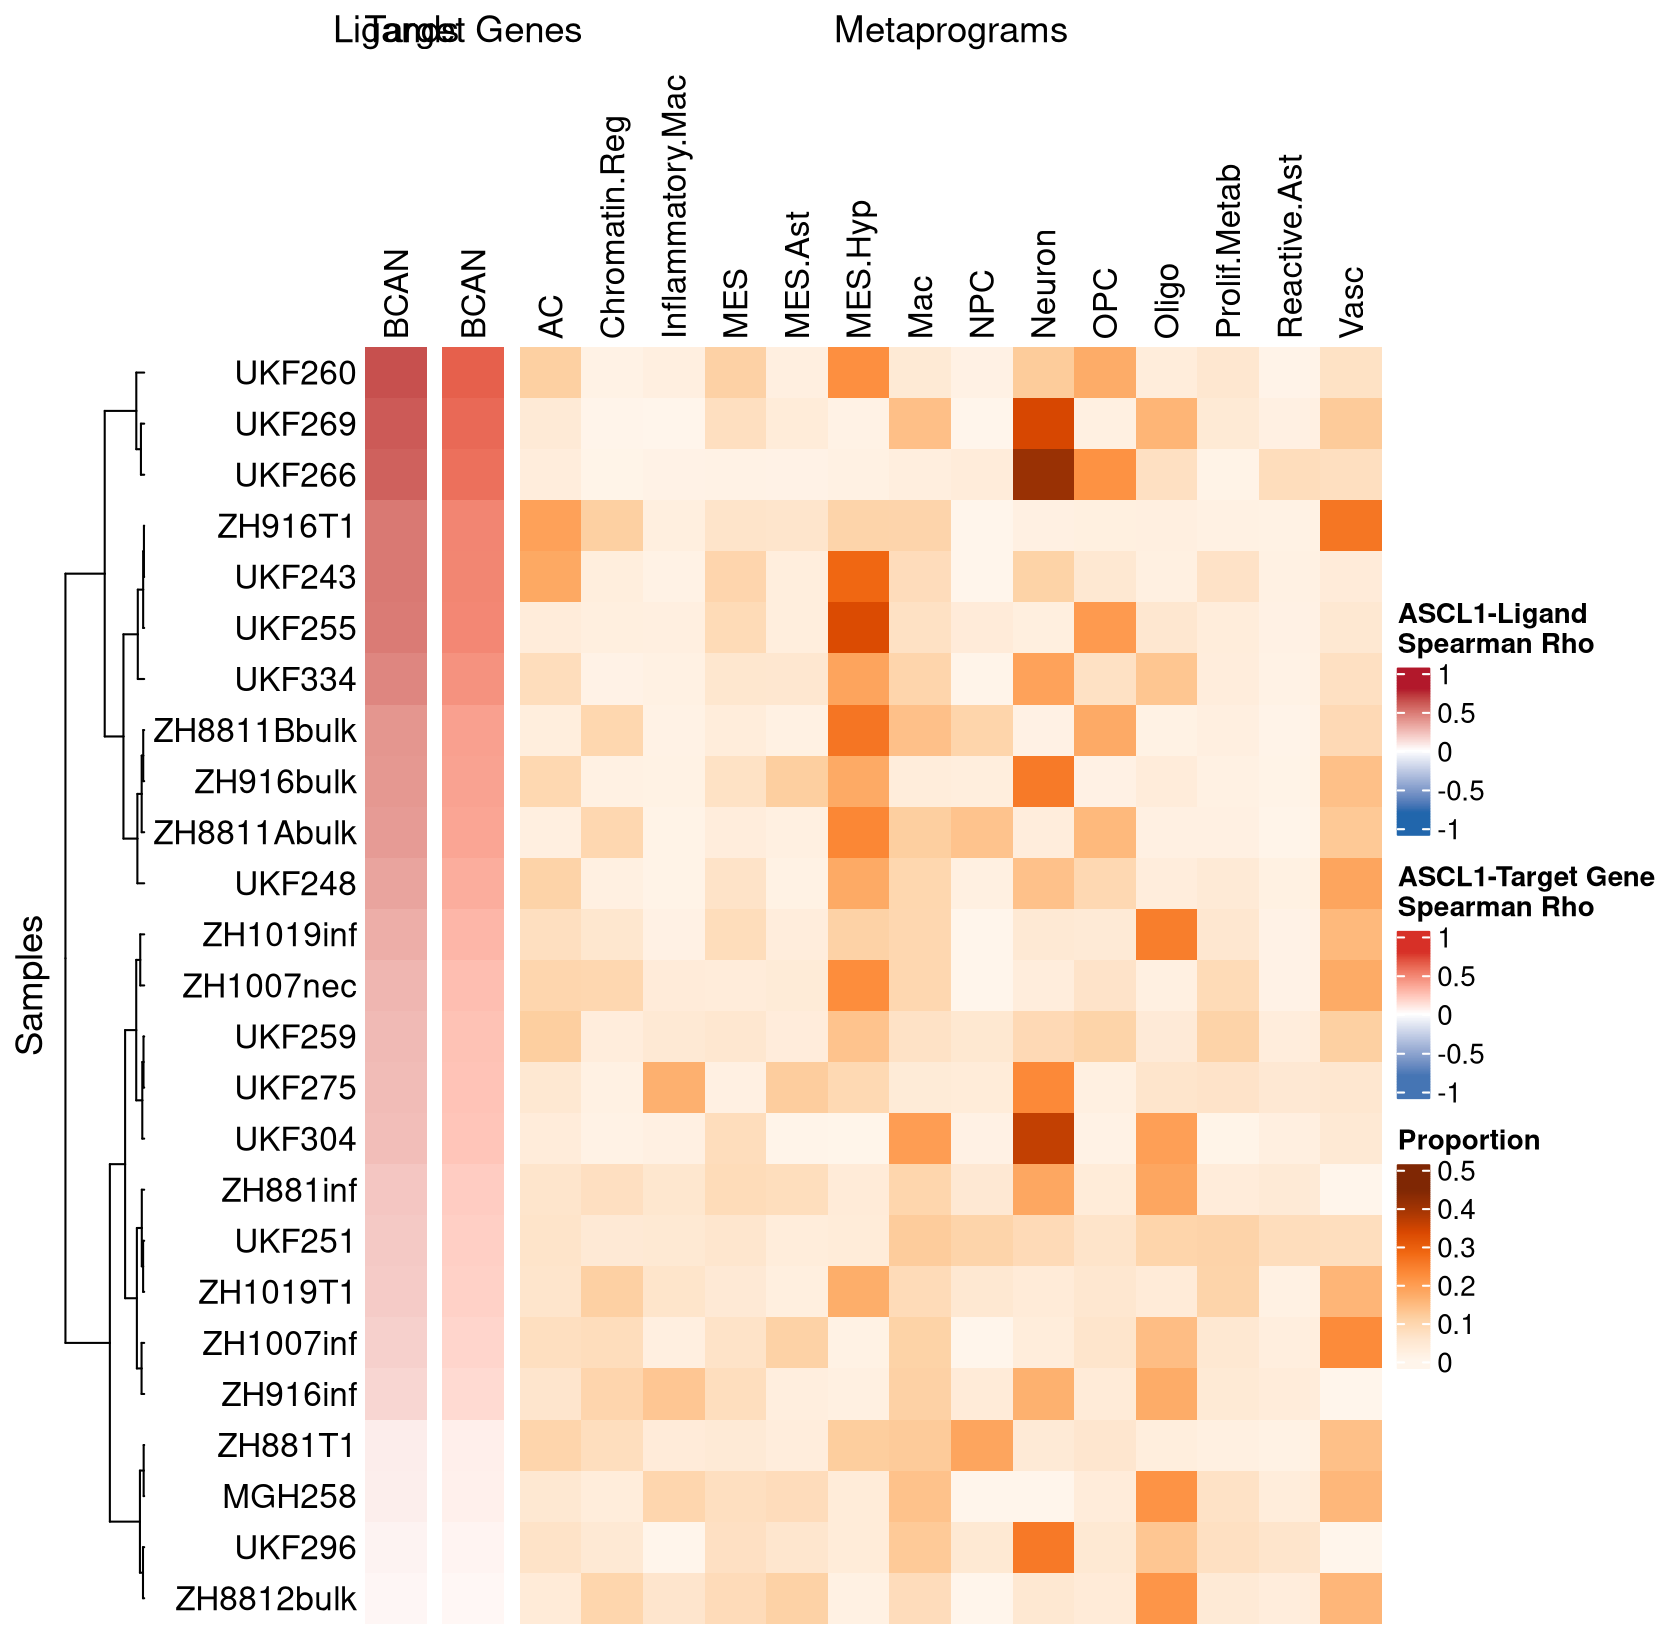 Ligands
Target Genes
Metaprograms
BCAN
BCAN
AC
Chromatin.Reg
Inflammatory.Mac
MES
MES.Ast
MES.Hyp
Mac
NPC
Neuron
OPC
Oligo
Prolif.Metab
Reactive.Ast
Vasc
Samples
UKF260
UKF269
UKF266
ZH916T1
UKF243
UKF255
UKF334
ZH8811Bbulk
ZH916bulk
ZH8811Abulk
UKF248
ZH1019inf
ZH1007nec
UKF259
UKF275
UKF304
ZH881inf
UKF251
ZH1019T1
ZH1007inf
ZH916inf
ZH881T1
MGH258
UKF296
ZH8812bulk
ASCL1-Ligand
Spearman Rho
1
0.5
0
-0.5
-1
ASCL1-Target Gene
Spearman Rho
1
0.5
0
-0.5
-1
Proportion
0.5
0.4
0.3
0.2
0.1
0